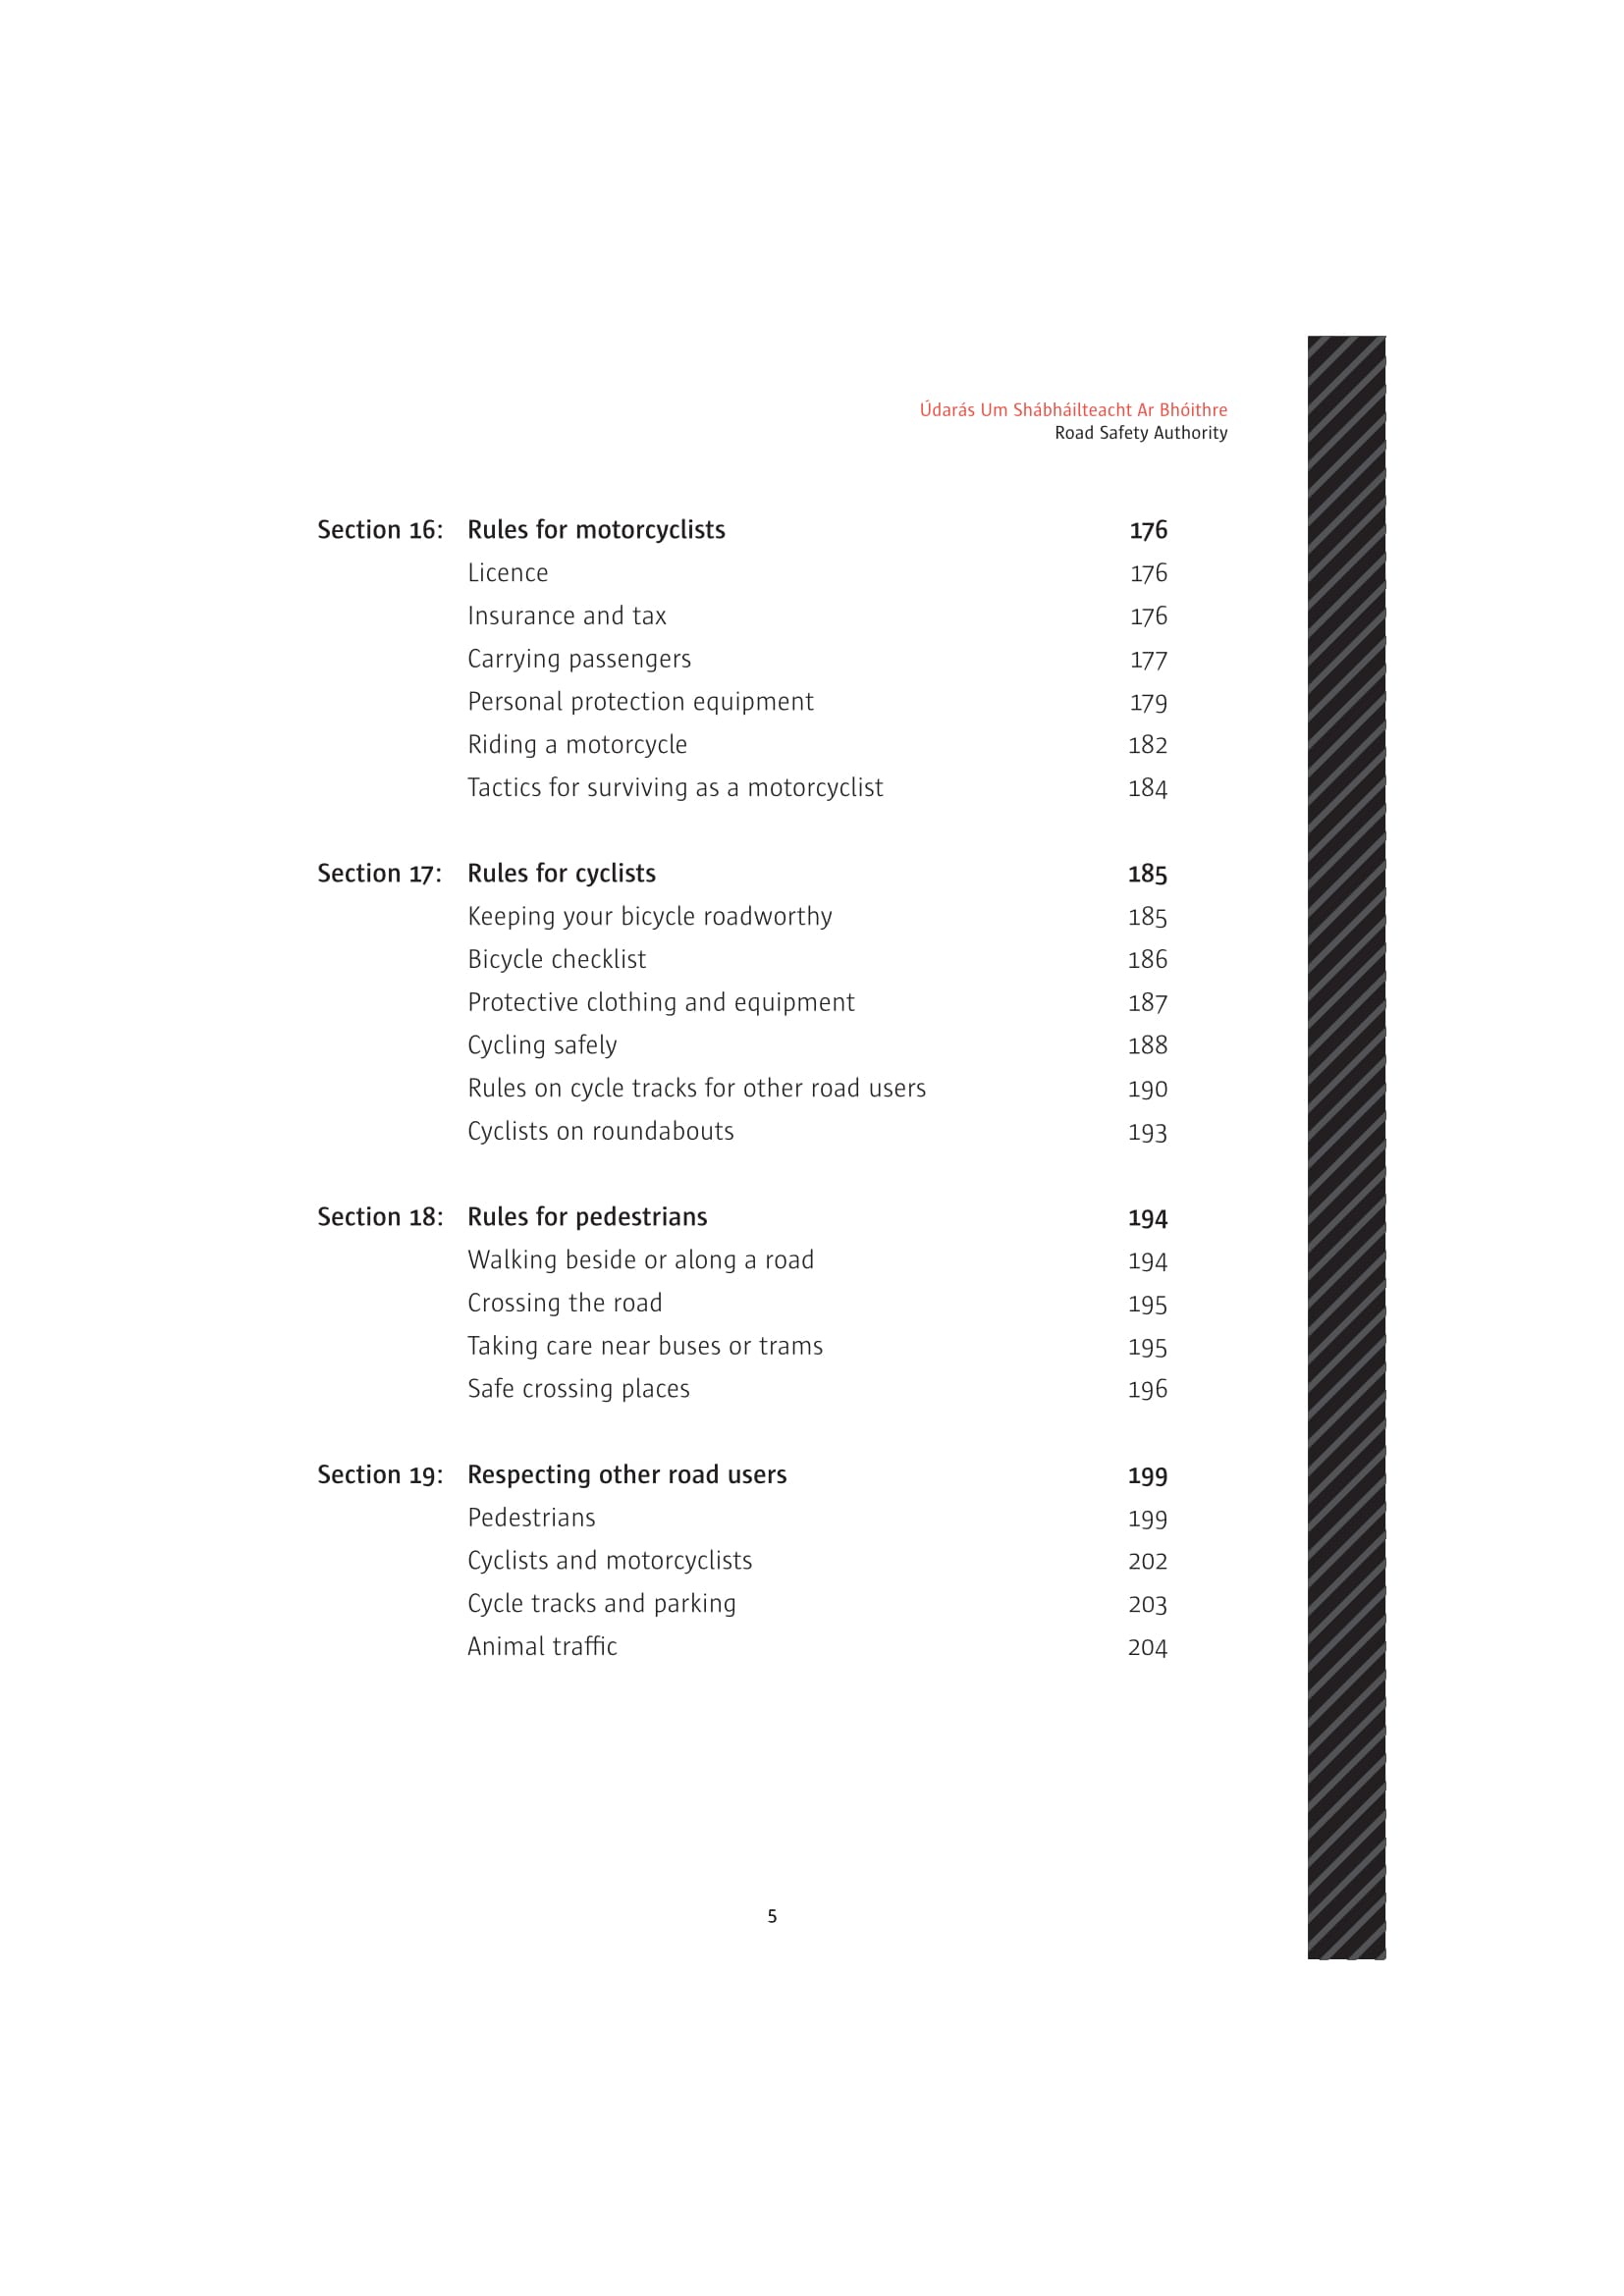 Údarás Um Shábháilteacht Ar Bhóithre
Road Safety Authority
Section 16: Rules for motorcyclists 176
Licence 176
Insurance and tax 176
Carrying passengers 177
Personal protection equipment 179
Riding a motorcycle 182
Tactics for surviving as a motorcyclist 184
Section 17: Rules for cyclists 185
Keeping your bicycle roadworthy 185
Bicycle checklist 186
Protective clothing and equipment 187
Cycling safely 188
Rules on cycle tracks for other road users 190
Cyclists on roundabouts 193
Section 18: Rules for pedestrians 194
Walking beside or along a road 194
Crossing the road 195
Taking care near buses or trams 195
Safe crossing places 196
Section 19: Respecting other road users 199
Pedestrians 199
Cyclists and motorcyclists 202
Cycle tracks and parking 203
Animal traffic 204
5